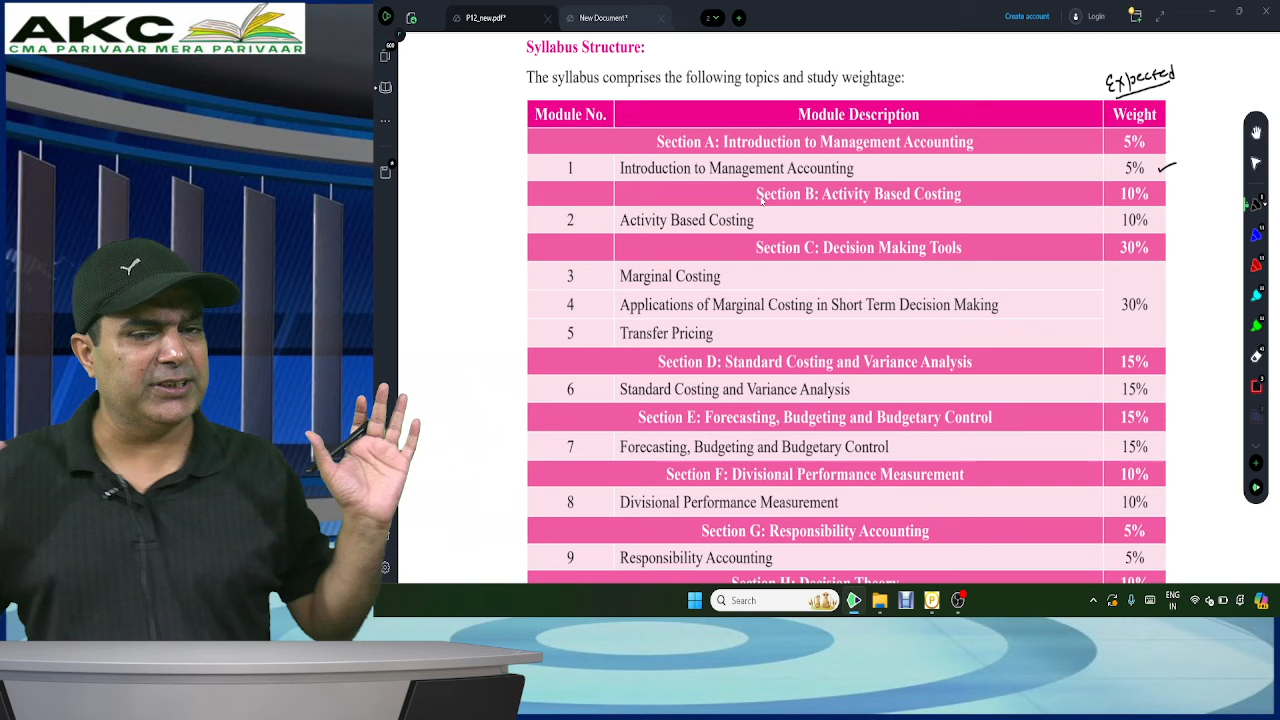 AKC
CMA PARIVAAR MERA PARIVAAR
P12_new.pdf*
New Document*
Create account
Login
Syllabus Structure:
The syllabus comprises the following topics and study weightage:
Expected
Module No. Module Description Weight
Section A: Introduction to Management Accounting 5%
1 Introduction to Management Accounting 5%
Section B: Activity Based Costing 10%
2 Activity Based Costing 10%
Section C: Decision Making Tools 30%
3 Marginal Costing
4 Applications of Marginal Costing in Short Term Decision Making 30%
5 Transfer Pricing
Section D: Standard Costing and Variance Analysis 15%
6 Standard Costing and Variance Analysis 15%
Section E: Forecasting, Budgeting and Budgetary Control 15%
7 Forecasting, Budgeting and Budgetary Control 15%
Section F: Divisional Performance Measurement 10%
8 Divisional Performance Measurement 10%
Section G: Responsibility Accounting 5%
9 Responsibility Accounting 5%
Section H: Decision Theory 10%
Search
ENG
IN